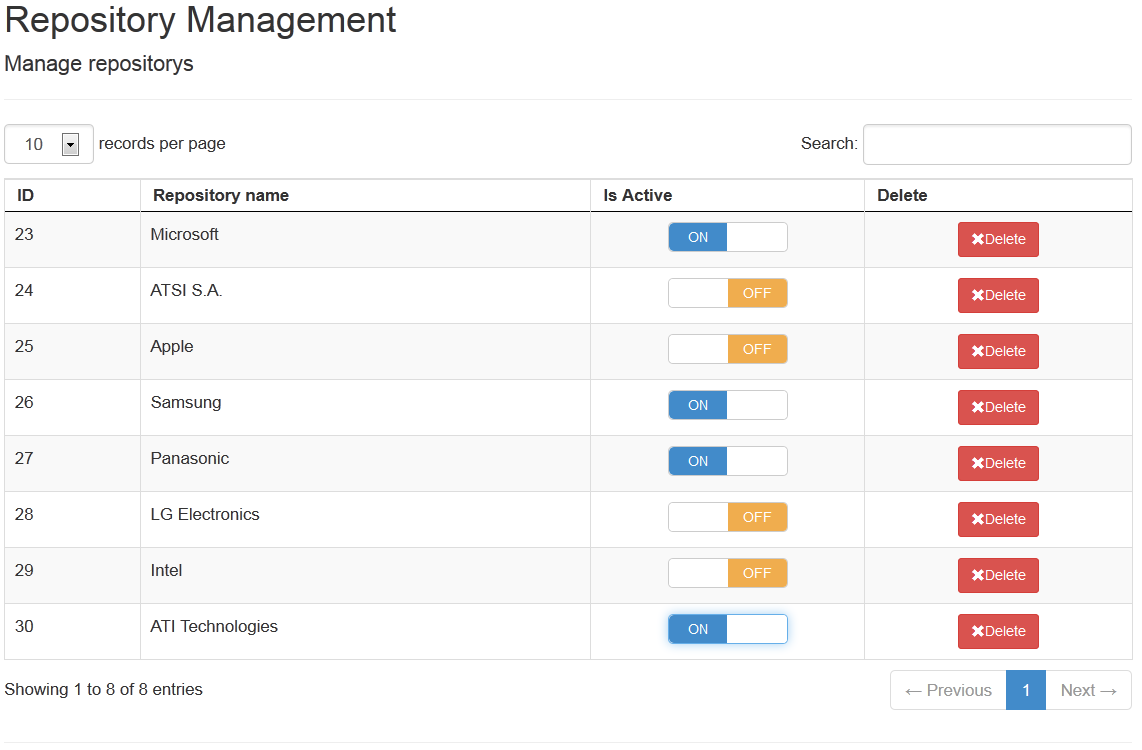 Repository Management
Manage repositorys
10 records per page Search:
ID Repository name Is Active Delete
23 Microsoft ON ✖Delete
24 ATSI S.A. OFF ✖Delete
25 Apple OFF ✖Delete
26 Samsung ON ✖Delete
27 Panasonic ON ✖Delete
28 LG Electronics OFF ✖Delete
29 Intel OFF ✖Delete
30 ATI Technologies ON ✖Delete
Showing 1 to 8 of 8 entries ← Previous 1 Next →